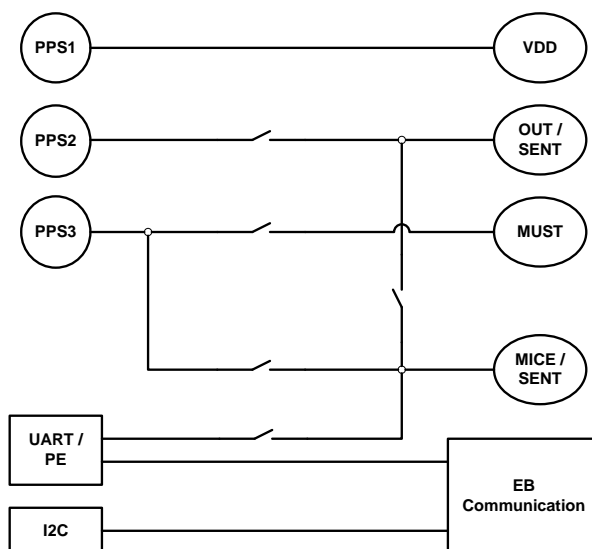 PPS1
VDD
PPS2
OUT /
SENT
PPS3
MUST
MICE /
SENT
UART /
PE
EB
Communication
I2C